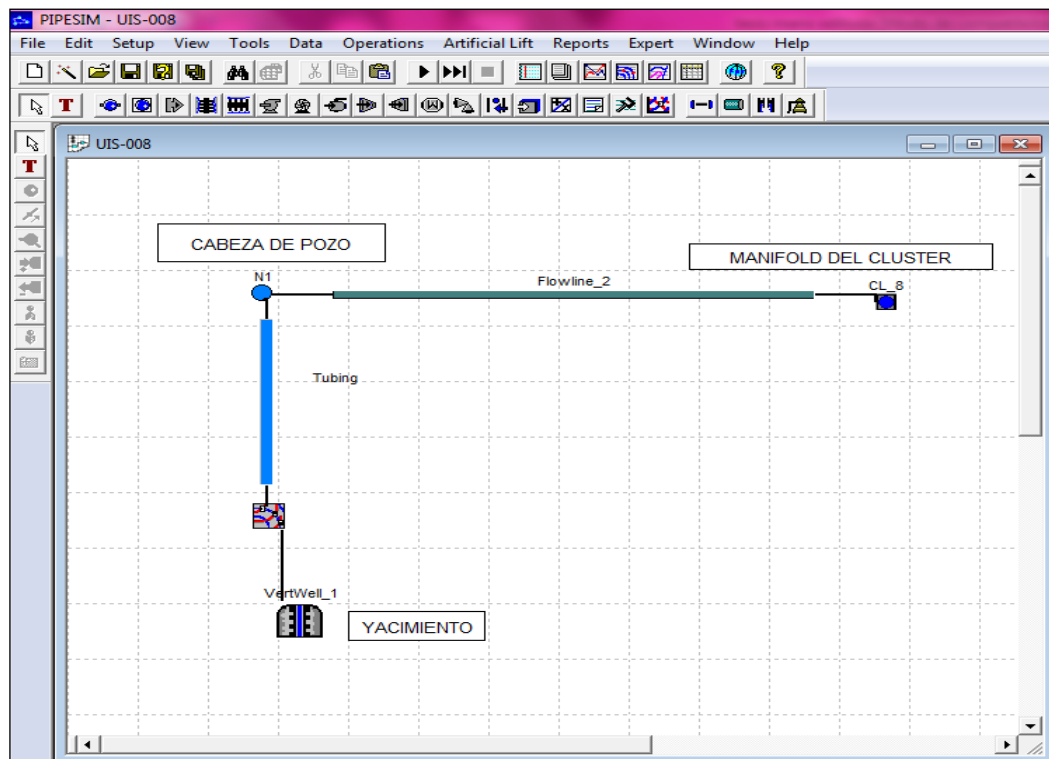 PIPESIM - UIS-008
File Edit Setup View Tools Data Operations Artificial Lift Reports Expert Window Help
T
UIS-008
T
CABEZA DE POZO
MANIFOLD DEL CLUSTER
N1
Flowline_2
CL_8
Tubing
VertWell_1
YACIMIENTO